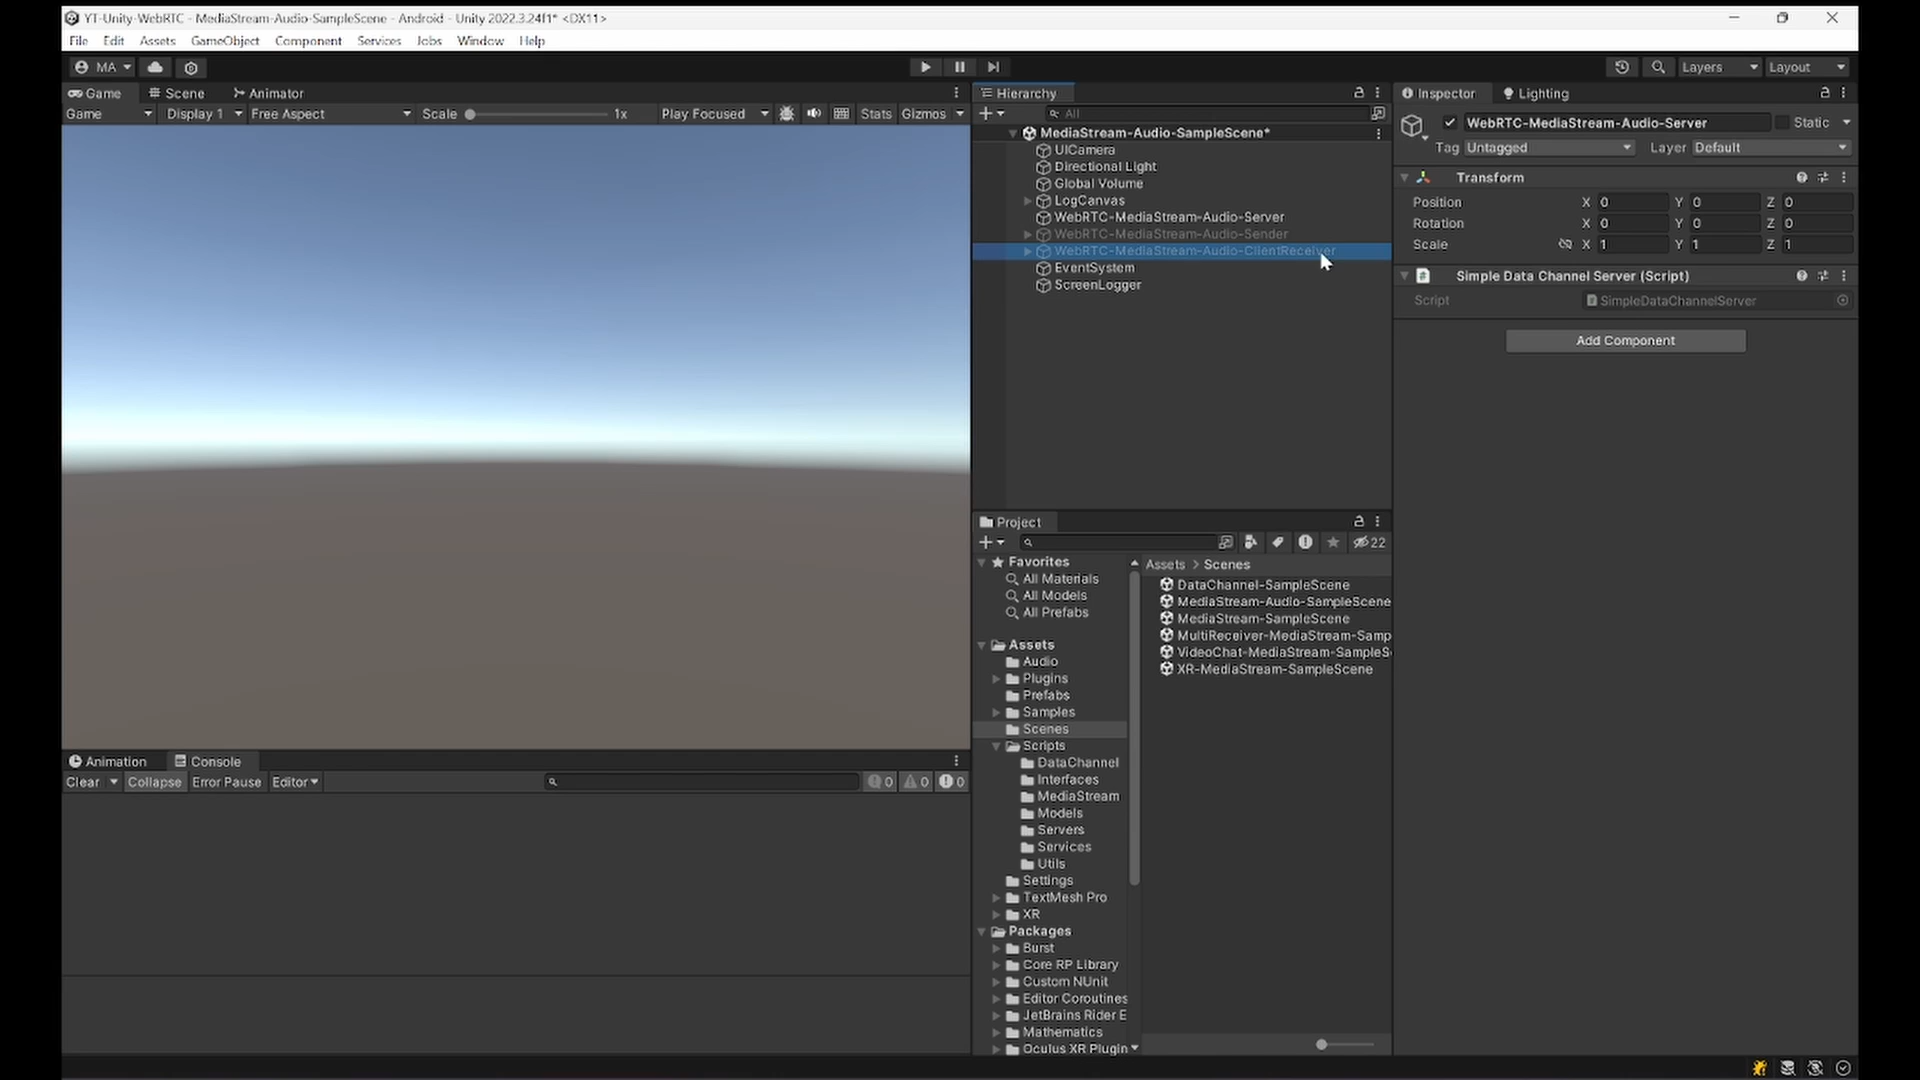 YT-Unity-WebRTC - MediaStream-Audio-SampleScene - Android - Unity 2022.3.24f1* <DX11>
File Edit Assets GameObject Component Services Jobs Window Help
MA
Layers Layout
Game Scene Animator
Game Display 1 Free Aspect Scale 1x Play Focused Stats Gizmos
Hierarchy
All
MediaStream-Audio-SampleScene*
UICamera
Directional Light
Global Volume
LogCanvas
WebRTC-MediaStream-Audio-Server
WebRTC-MediaStream-Audio-Sender
WebRTC-MediaStream-Audio-ClientReceiver
EventSystem
ScreenLogger
Inspector Lighting
WebRTC-MediaStream-Audio-Server Static
Tag Untagged Layer Default
Transform
Position X 0 Y 0 Z 0
Rotation X 0 Y 0 Z 0
Scale X 1 Y 1 Z 1
Simple Data Channel Server (Script)
Script SimpleDataChannelServer
Add Component
Project
22
Favorites
All Materials
All Models
All Prefabs
Assets
Audio
Plugins
Prefabs
Samples
Scenes
Scripts
DataChannel
Interfaces
MediaStream
Models
Servers
Services
Utils
Settings
TextMesh Pro
XR
Packages
Burst
Core RP Library
Custom NUnit
Editor Coroutines
JetBrains Rider E
Mathematics
Oculus XR Plugin
Assets > Scenes
DataChannel-SampleScene
MediaStream-Audio-SampleScene
MediaStream-SampleScene
MultiReceiver-MediaStream-Samp
VideoChat-MediaStream-SampleS
XR-MediaStream-SampleScene
Animation Console
Clear Collapse Error Pause Editor 0 0 0